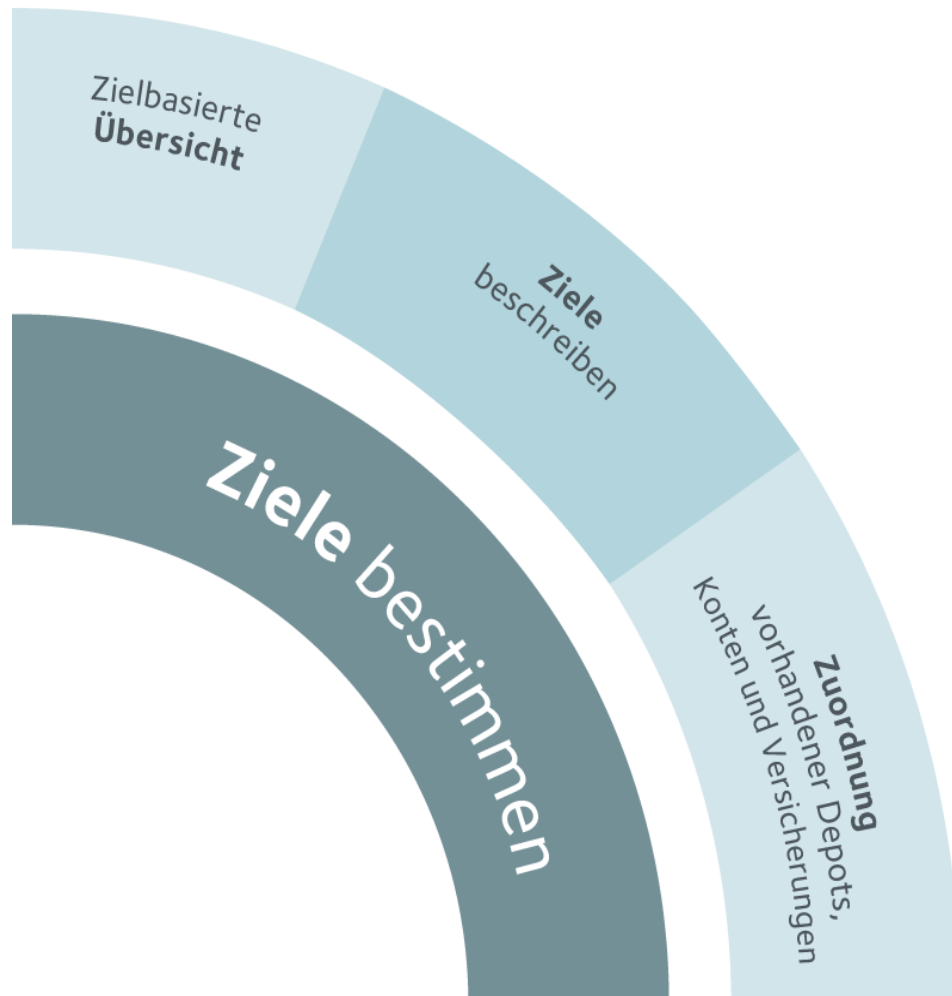 Zielbasierte
Übersicht
Ziele
beschreiben
Ziele bestimmen
Zuordnung
vorhandener Depots,
Konten und Versicherungen